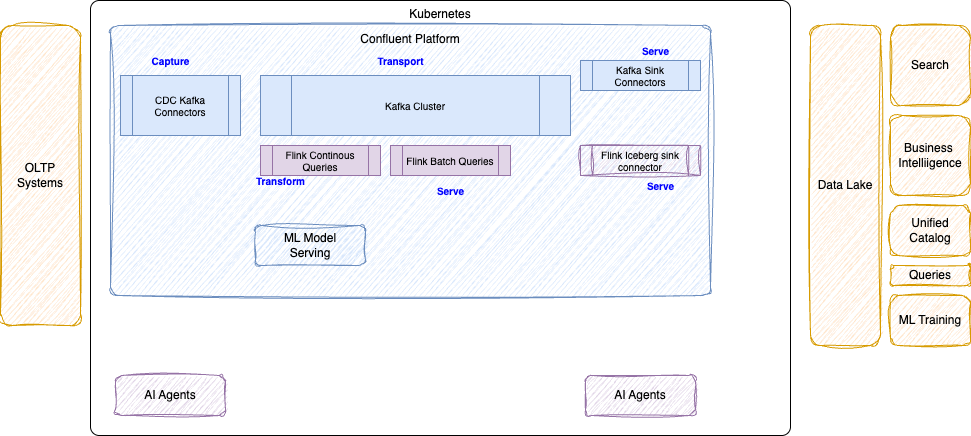 Kubernetes
Confluent Platform
OLTP
Systems
Capture
CDC Kafka
Connectors
Transport
Kafka Cluster
Serve
Kafka Sink
Connectors
Flink Continous
Queries
Transform
Flink Batch Queries
Serve
Flink Iceberg sink
connector
Serve
ML Model
Serving
AI Agents
AI Agents
Data Lake
Search
Business
Intelliigence
Unified
Catalog
Queries
ML Training